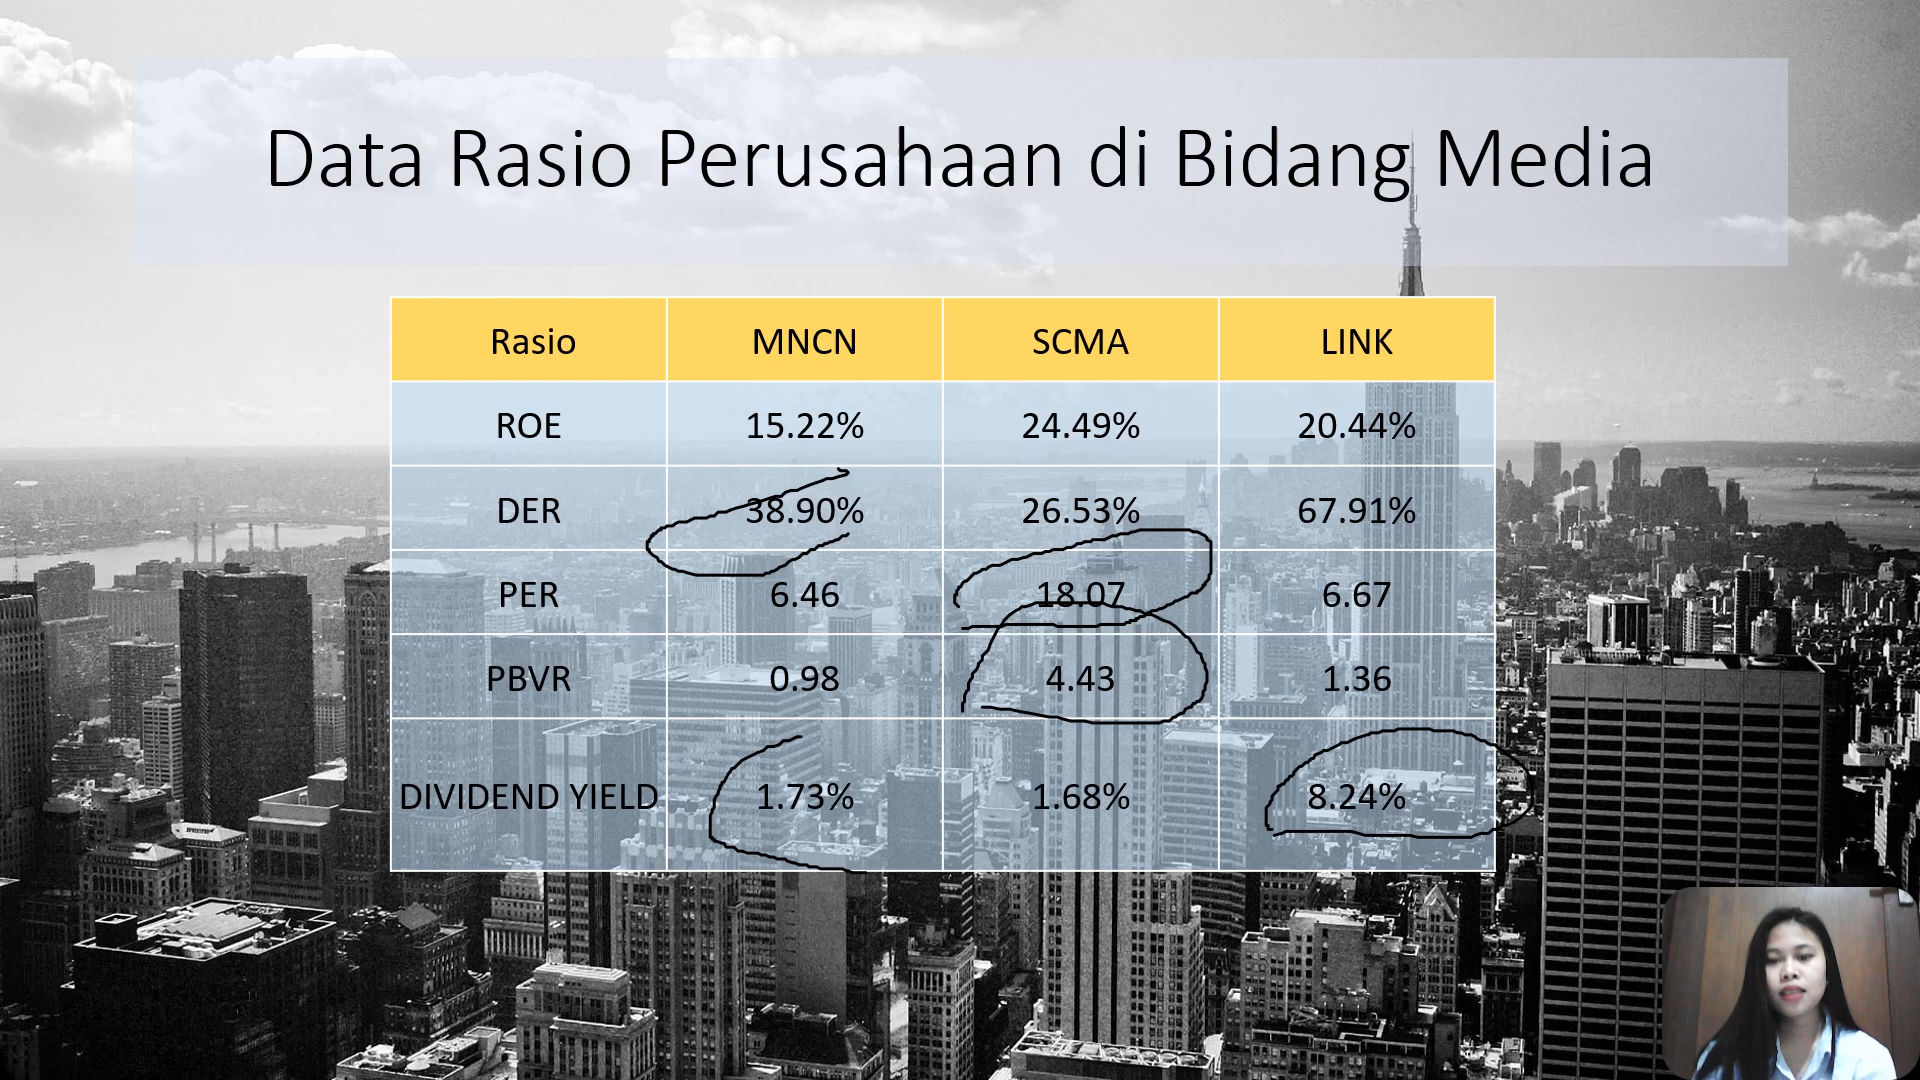 Data Rasio Perusahaan di Bidang Media
Rasio MNCN SCMA LINK
ROE 15.22% 24.49% 20.44%
DER 38.90% 26.53% 67.91%
PER 6.46 18.07 6.67
PBVR 0.98 4.43 1.36
DIVIDEND YIELD 1.73% 1.68% 8.24%